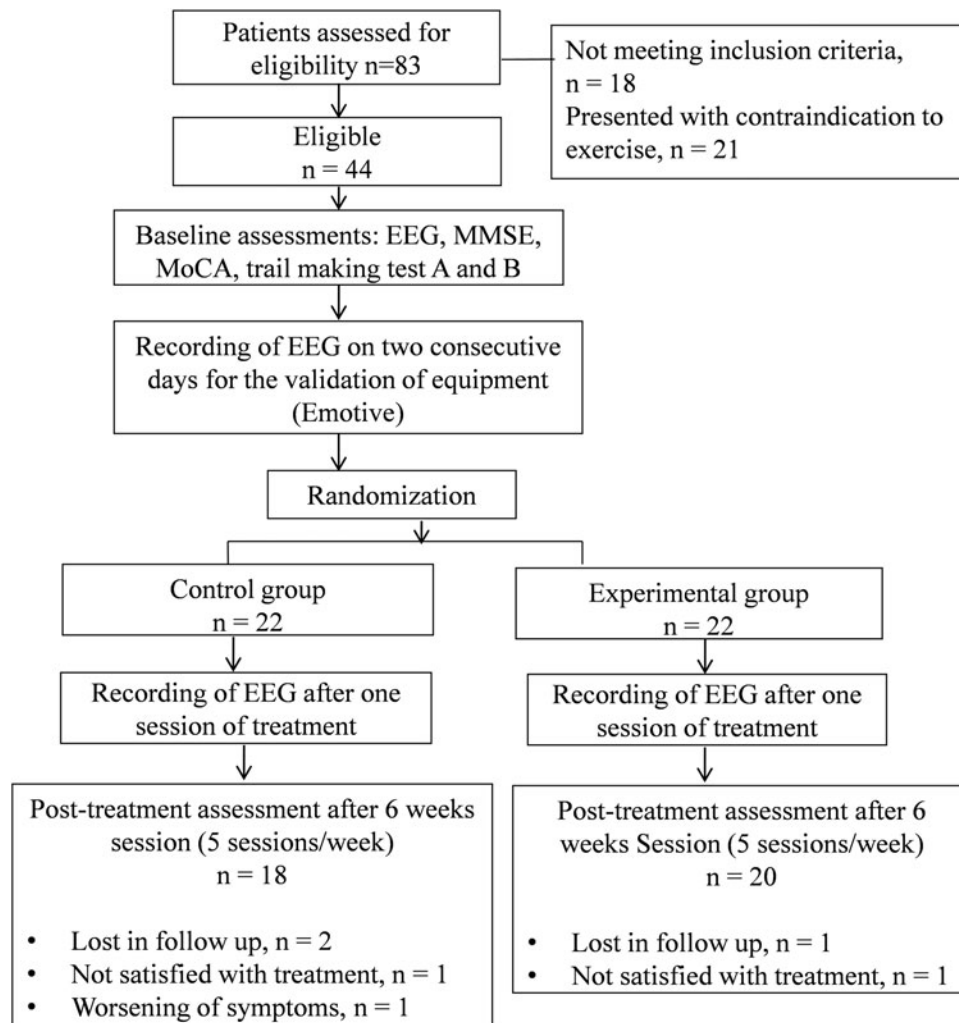 Patients assessed for
eligibility n=83
Not meeting inclusion criteria,
n = 18
Presented with contraindication to
exercise, n = 21
Eligible
n = 44
Baseline assessments: EEG, MMSE,
MoCA, trail making test A and B
Recording of EEG on two consecutive
days for the validation of equipment
(Emotive)
Randomization
Control group
n = 22
Experimental group
n = 22
Recording of EEG after one
session of treatment
Recording of EEG after one
session of treatment
Post-treatment assessment after 6 weeks
session (5 sessions/week)
n = 18
• Lost in follow up, n = 2
• Not satisfied with treatment, n = 1
• Worsening of symptoms, n = 1
Post-treatment assessment after 6
weeks Session (5 sessions/week)
n = 20
• Lost in follow up, n = 1
• Not satisfied with treatment, n = 1